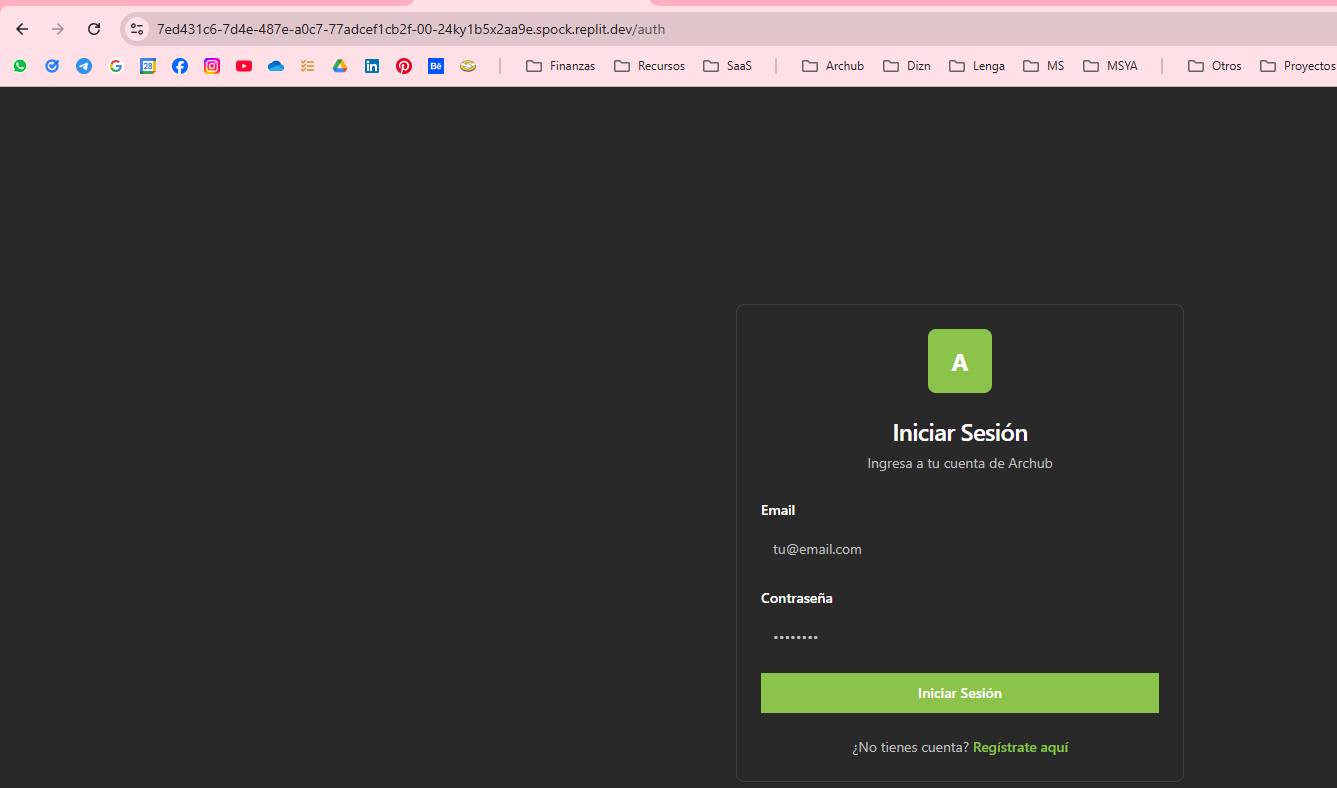 7ed431c6-7d4e-487e-a0c7-77adcef1cb2f-00-24ky1b5x2aa9e.spock.replit.dev/auth
28 Bē Finanzas Recursos SaaS Archub Dizn Lenga MS MSYA Otros Proyectos
A
Iniciar Sesión
Ingresa a tu cuenta de Archub
Email
tu@email.com
Contraseña
••••••••
Iniciar Sesión
¿No tienes cuenta? Regístrate aquí